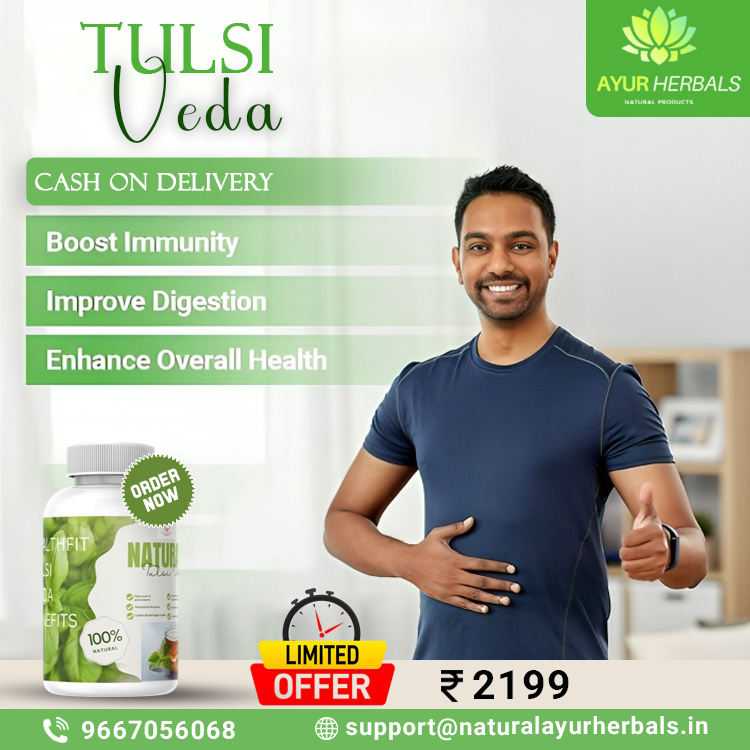 TULSI
Veda
AYUR HERBALS
NATURAL PRODUCTS
CASH ON DELIVERY
Boost Immunity
Improve Digestion
Enhance Overall Health
ORDER
NOW
100%
NATURAL
LIMITED
OFFER
₹ 2199
9667056068
support@naturalayurherbals.in